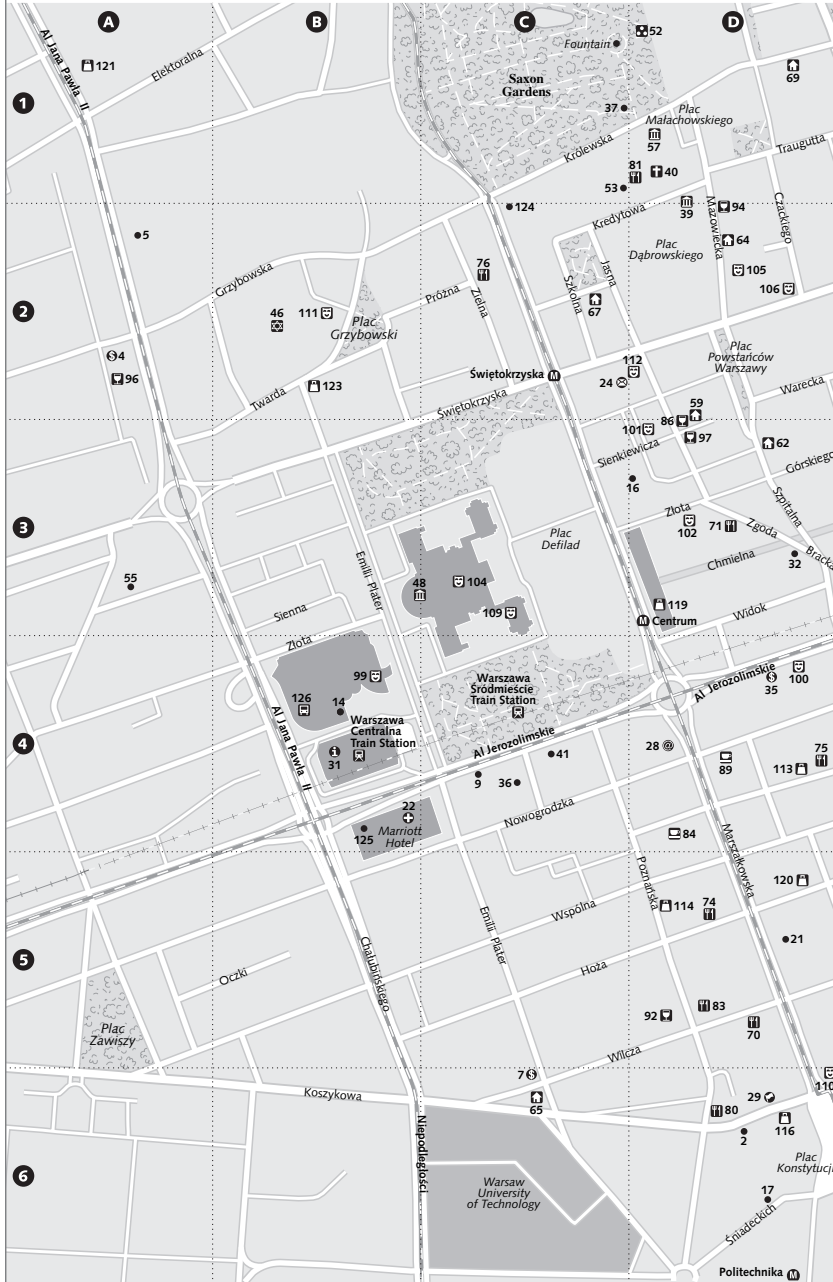 A
B
C
D
1
2
3
4
5
6
Al Jana Pawła II
121
Elektoralna
Fountain
52
Saxon
Gardens
37
69
Plac
Małachowskiego
57
Królewska
81
40
53
Traugutta
5
124
39
Kredytowa
94
Mazowiecka
Czackiego
64
Plac
Dąbrowskiego
105
106
Grzybowska
76
Próżna
Zielna
Szkolna
Jasna
67
46
111
Plac
Grzybowski
4
96
123
Twarda
Świętokrzyska
Świętokrzyska
112
24
Plac
Powstańców
Warszawy
Warecka
59
86
97
101
Sienkiewicza
62
Górskiego
16
Szpitalna
Złota
102
71
Zgoda
Plac
Defilad
Chmielna
32
Bracka
55
Emilii Plater
48
104
109
119
Centrum
Widok
Sienna
Złota
99
126
14
Warszawa
Centralna
Train Station
31
Al Jana Pawła II
Warszawa
Śródmieście
Train Station
Al Jerozolimskie
Al Jerozolimskie
35
100
41
28
89
75
113
9
36
22
Marriott
Hotel
125
Nowogrodzka
84
Poznańska
Marszałkowska
120
114
74
Wspólna
Emilii Plater
21
Oczki
Chałubińskiego
Hoża
Plac
Zawiszy
92
83
70
Wilcza
7
65
Koszykowa
110
29
80
116
2
Niepodległości
Warsaw
University
of Technology
Plac
Konstytucji
17
Śniadeckich
Politechnika